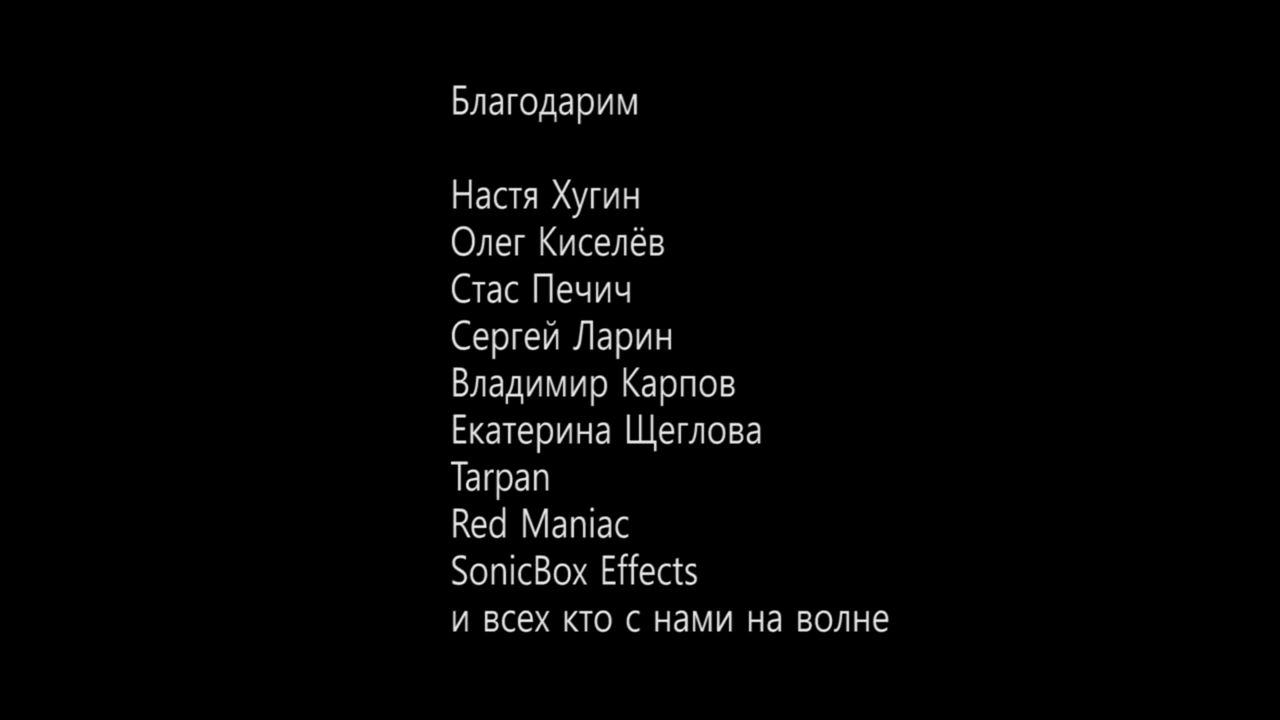 Благодарим
Настя Хугин
Олег Киселёв
Стас Печич
Сергей Ларин
Владимир Карпов
Екатерина Щеглова
Tarpan
Red Maniac
SonicBox Effects
и всех кто с нами на волне